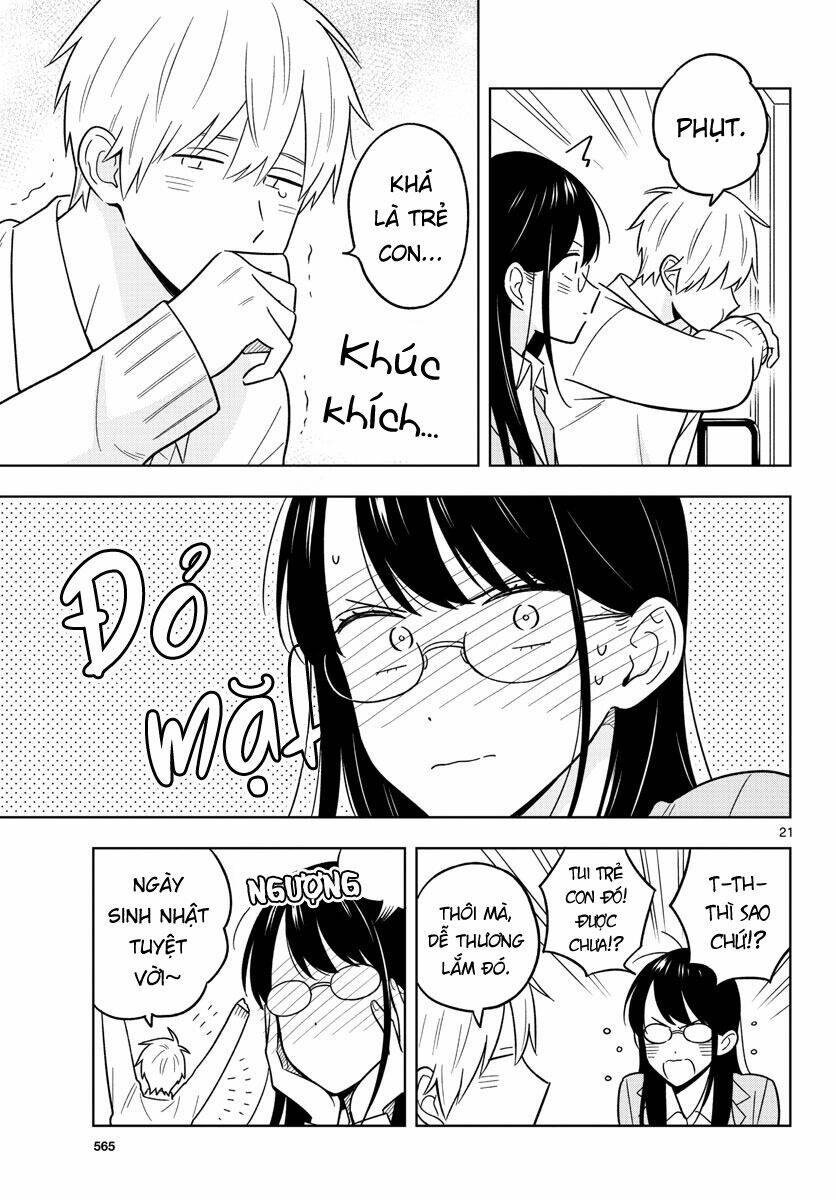 PHỤT.
KHÁ
LÀ TRẺ
CON...
Khúc
khích...
Đỏ
mặt
21
T-TH-
THÌ SAO
CHỨ!?
TUI TRẺ
CON ĐÓ!
ĐƯỢC
CHƯA!?
THÔI MÀ,
DỄ THƯƠNG
LẮM ĐÓ.
NGƯỢNG
NGÀY
SINH NHẬT
TUYỆT
VỜI~
565